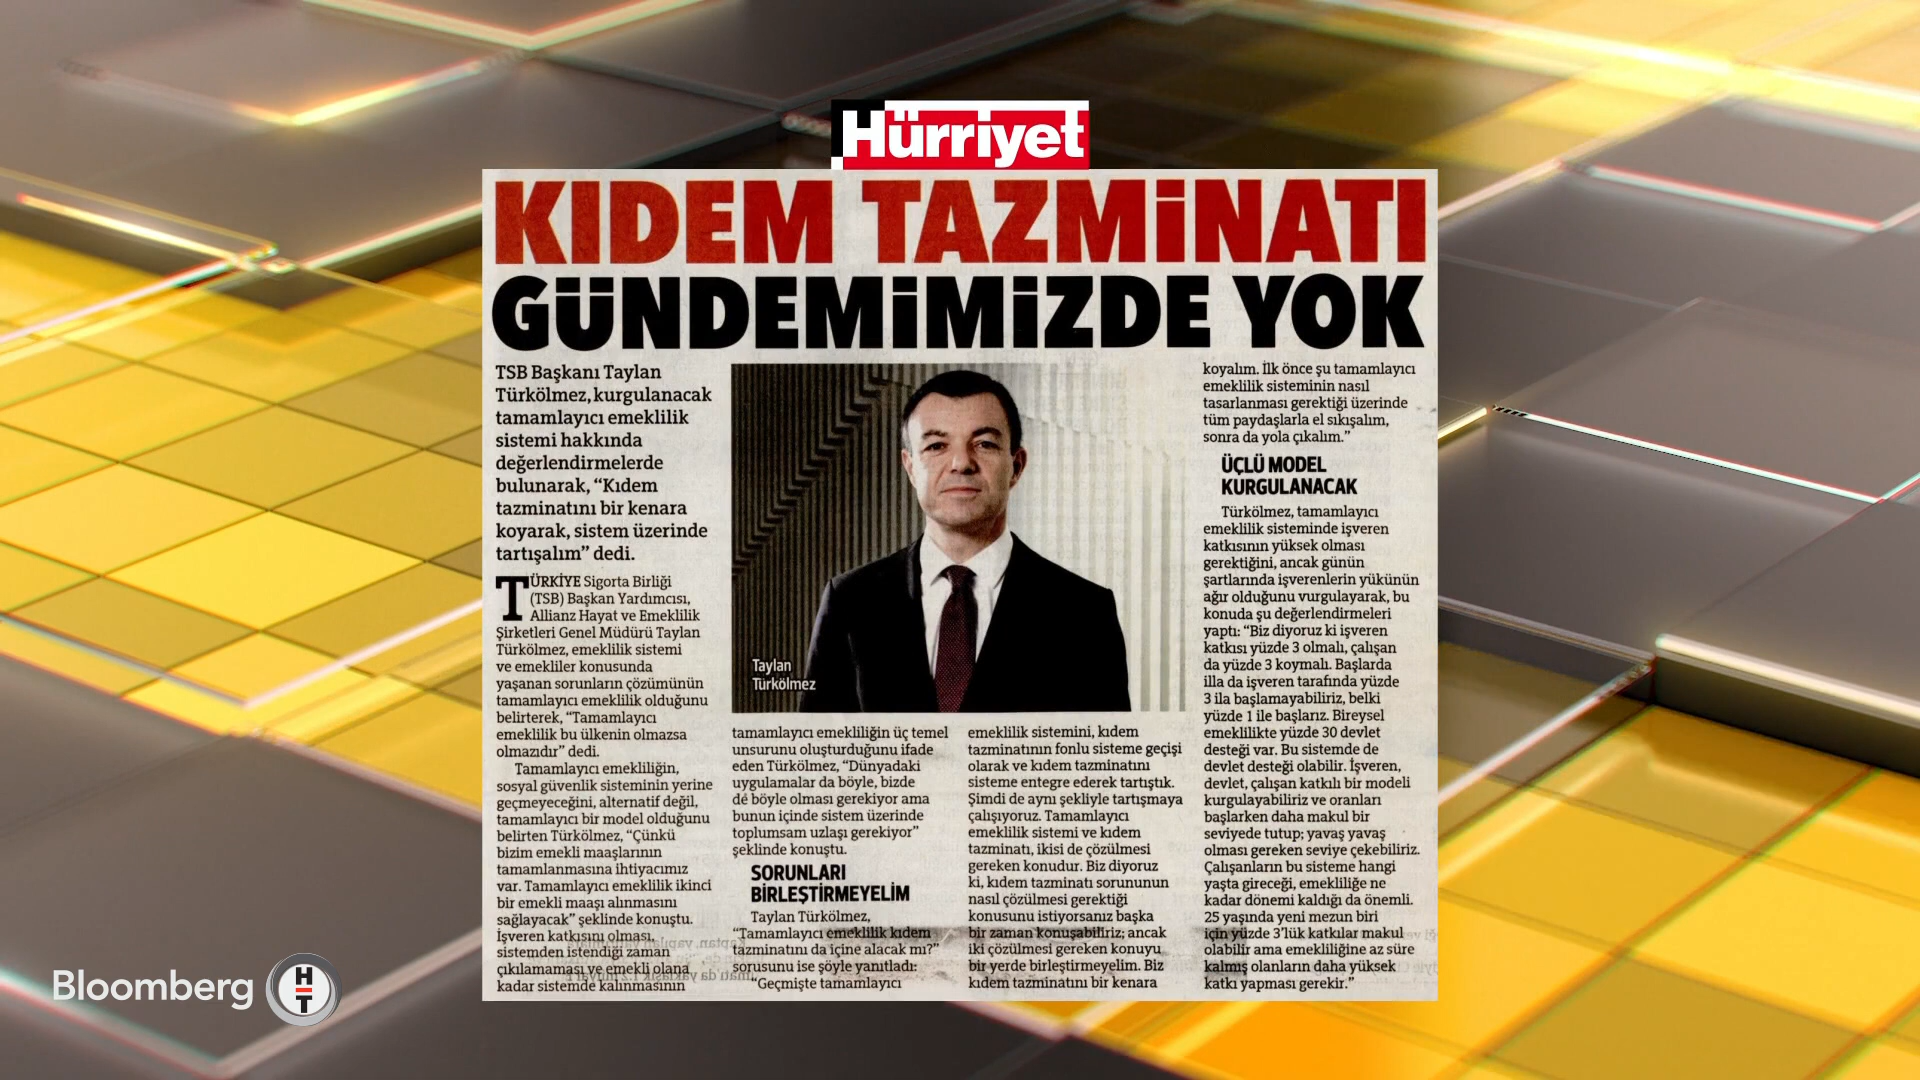 Hürriyet
KIDEM TAZMİNATI
GÜNDEMİMİZDE YOK
TSB Başkanı Taylan
Türkölmez, kurgulanacak
tamamlayıcı emeklilik
sistemi hakkında
değerlendirmelerde
bulunarak, “Kıdem
tazminatını bir kenara
koyarak, sistem üzerinde
tartışalım” dedi.
TÜRKİYE Sigorta Birliği
(TSB) Başkan Yardımcısı,
Allianz Hayat ve Emeklilik
Şirketleri Genel Müdürü Taylan
Türkölmez, emeklilik sistemi
ve emekliler konusunda
yaşanan sorunların çözümünün
tamamlayıcı emeklilik olduğunu
belirterek, “Tamamlayıcı
emeklilik bu ülkenin olmazsa
olmazıdır” dedi.
Tamamlayıcı emekliliğin,
sosyal güvenlik sisteminin yerine
geçmeyeceğini, alternatif değil,
tamamlayıcı bir model olduğunu
belirten Türkölmez, “Çünkü
bizim emekli maaşlarının
tamamlanmasına ihtiyacımız
var. Tamamlayıcı emeklilik ikinci
bir emekli maaşı alınmasını
sağlayacak” şeklinde konuştu.
İşveren katkısını olması,
sistemden istendiği zaman
çıkılamaması ve emekli olana
kadar sistemde kalınmasının
Taylan
Türkölmez
tamamlayıcı emekliliğin üç temel
unsurunu oluşturduğunu ifade
eden Türkölmez, “Dünyadaki
uygulamalar da böyle, bizde
de böyle olması gerekiyor ama
bunun içinde sistem üzerinde
toplumsam uzlaşı gerekiyor”
şeklinde konuştu.
SORUNLARI
BİRLEŞTİRMEYELİM
Taylan Türkölmez,
“Tamamlayıcı emeklilik kıdem
tazminatını da içine alacak mı?”
sorusunu ise şöyle yanıtladı:
“Geçmişte tamamlayıcı
emeklilik sistemini, kıdem
tazminatının fonlu sisteme geçişi
olarak ve kıdem tazminatını
sisteme entegre ederek tartıştık.
Şimdi de aynı şekliyle tartışmaya
çalışıyoruz. Tamamlayıcı
emeklilik sistemi ve kıdem
tazminatı, ikisi de çözülmesi
gereken konudur. Biz diyoruz
ki, kıdem tazminatı sorununun
nasıl çözülmesi gerektiği
konusunu istiyorsanız başka
bir zaman konuşabiliriz; ancak
iki çözülmesi gereken konuyu
bir yerde birleştirmeyelim. Biz
kıdem tazminatını bir kenara
koyalım. İlk önce şu tamamlayıcı
emeklilik sisteminin nasıl
tasarlanması gerektiği üzerinde
tüm paydaşlarla el sıkışalım,
sonra da yola çıkalım.”
ÜÇLÜ MODEL
KURGULANACAK
Türkölmez, tamamlayıcı
emeklilik sisteminde işveren
katkısının yüksek olması
gerektiğini, ancak günün
şartlarında işverenlerin yükünün
ağır olduğunu vurgulayarak, bu
konuda şu değerlendirmeleri
yaptı: “Biz diyoruz ki işveren
katkısı yüzde 3 olmalı, çalışan
da yüzde 3 koymalı. Başlarda
illa da işveren tarafında yüzde
3 ila başlamayabiliriz, belki
yüzde 1 ile başlarız. Bireysel
emeklilikte yüzde 30 devlet
desteği var. Bu sistemde de
devlet desteği olabilir. İşveren,
devlet, çalışan katkılı bir modeli
kurgulayabiliriz ve oranları
başlarken daha makul bir
seviyede tutup; yavaş yavaş
olması gereken seviye çekebiliriz.
Çalışanların bu sisteme hangi
yaşta gireceği, emekliliğe ne
kadar dönemi kaldığı da önemli.
25 yaşında yeni mezun biri
için yüzde 3’lük katkılar makul
olabilir ama emekliliğine az süre
kalmış olanların daha yüksek
katkı yapması gerekir.”
Bloomberg HT